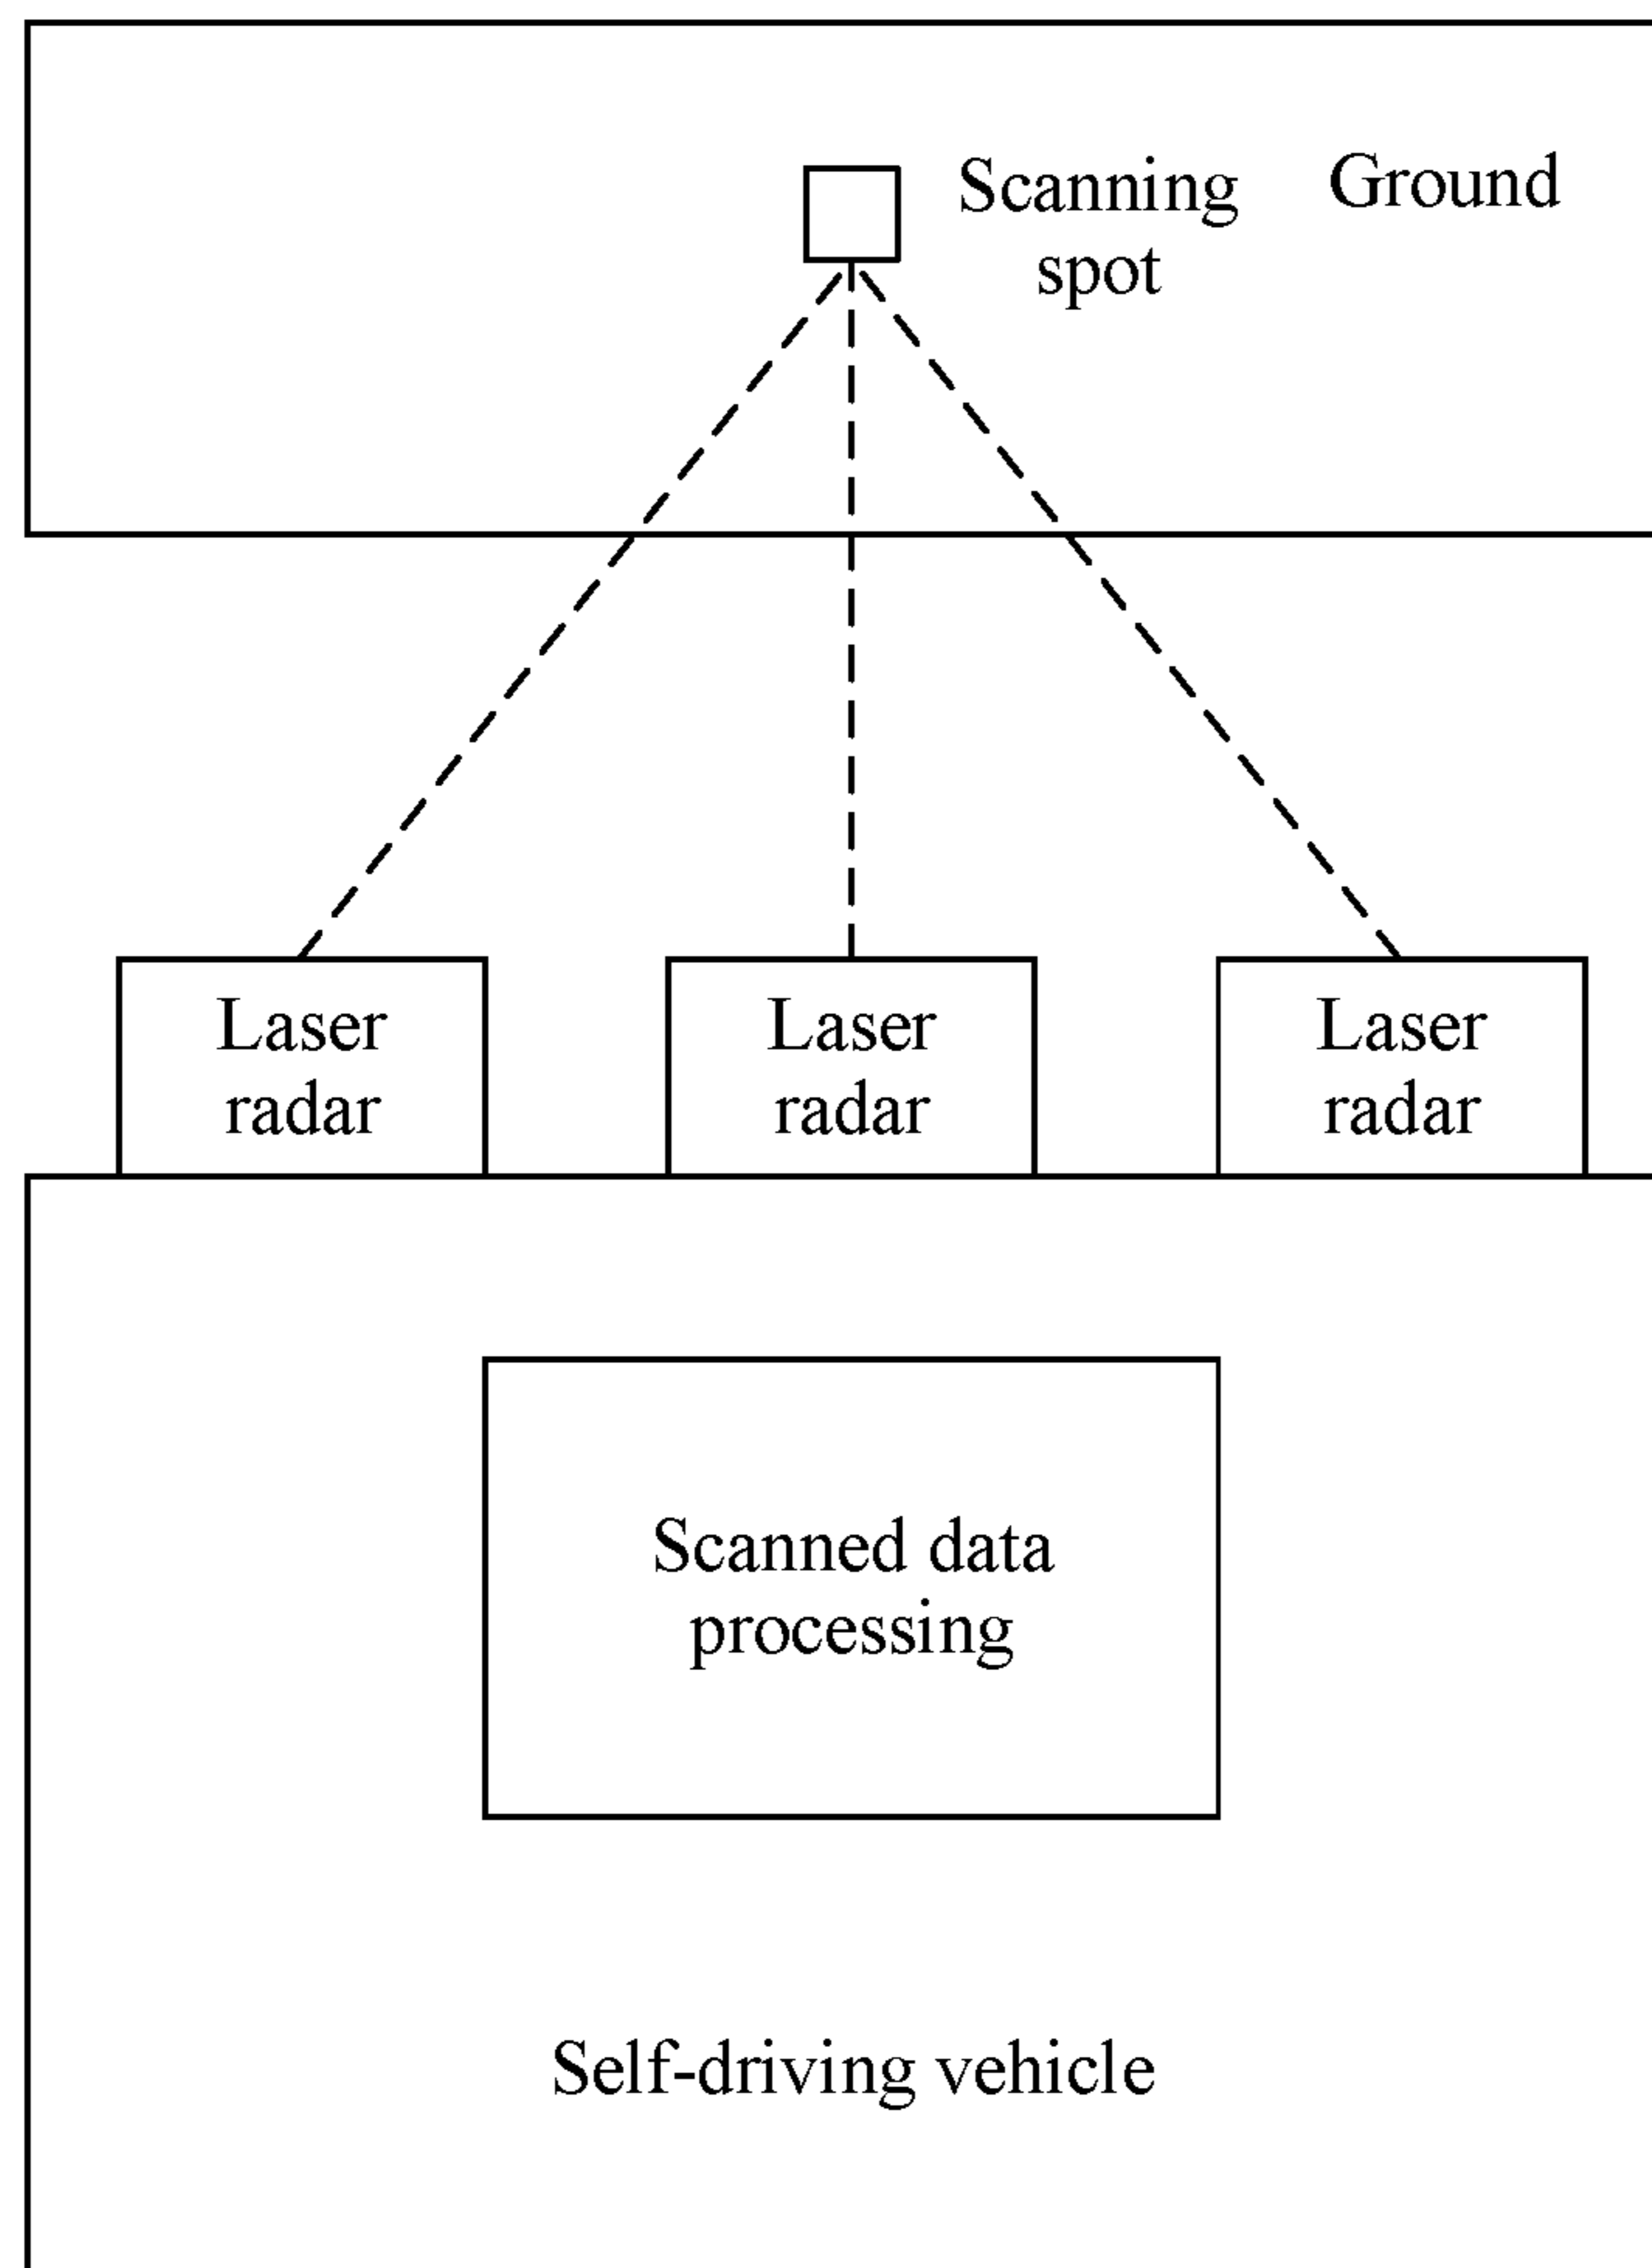 Scanning
spot
Ground
Laser
radar
Laser
radar
Laser
radar
Scanned data
processing
Self-driving vehicle